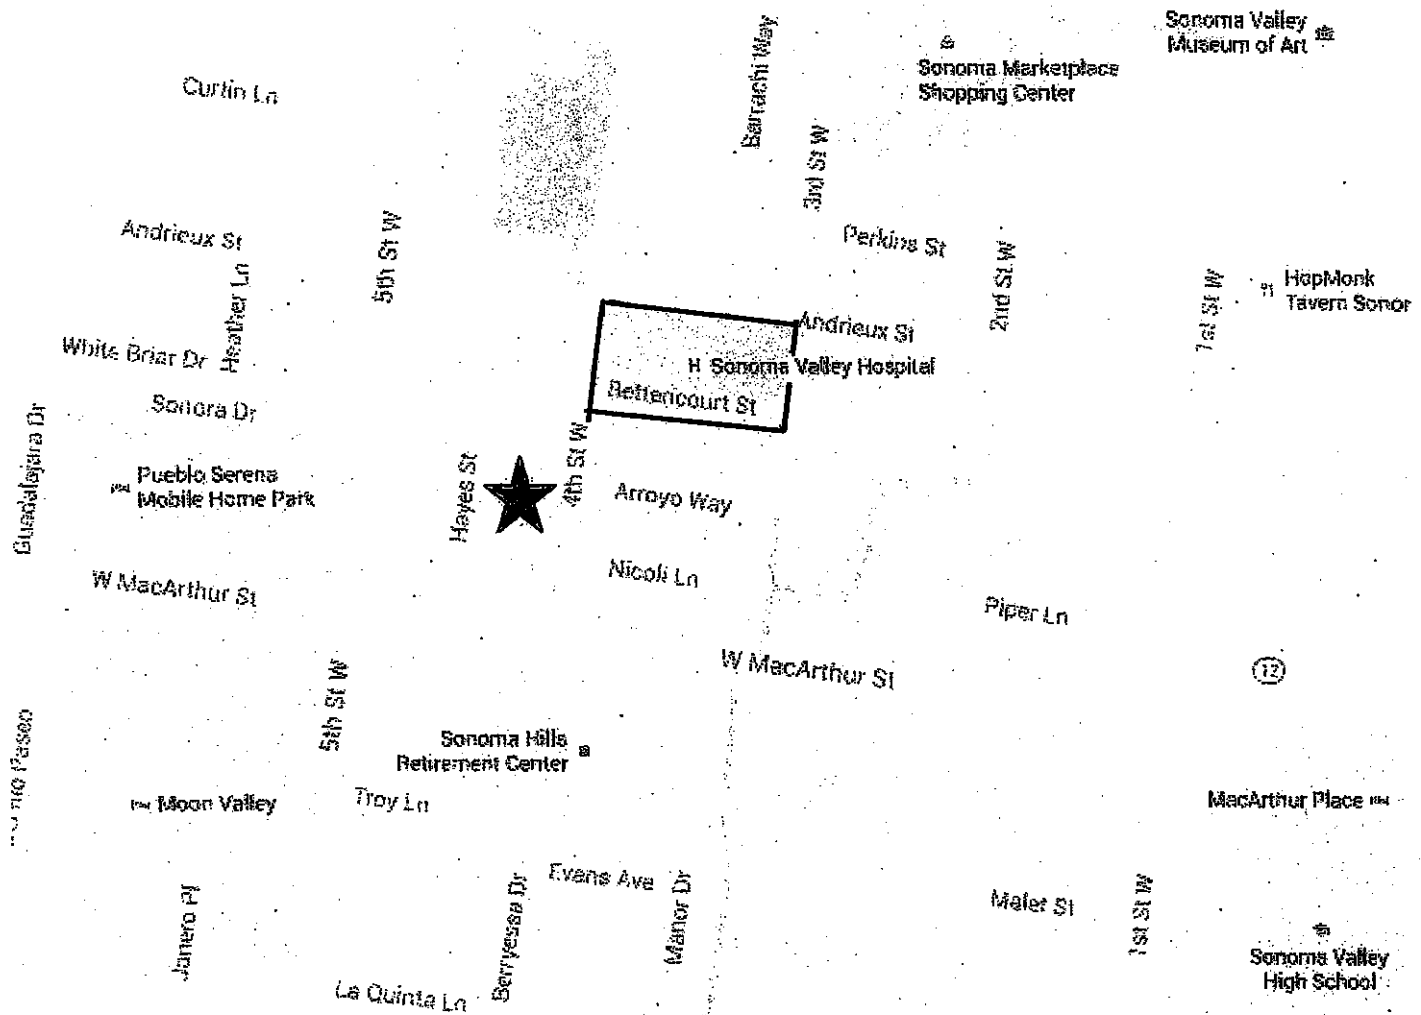 Sonoma Valley
Museum of Art
Barrachi Way
Sonoma Marketplace
Shopping Center
Curtin Ln
3rd St W
Andrieux St
5th St W
Perkins St
2nd St W
Heather Ln
1st St W
HopMonk
Tavern Sonor
Andrieux St
White Briar Dr
H Sonoma Valley Hospital
Bettencourt St
Sonora Dr
Guadalajara Dr
Pueblo Serena
Mobile Home Park
Hayes St
4th St W
Arroyo Way
W MacArthur St
Nicoli Ln
Piper Ln
W MacArthur St
12
5th St W
Paseo
Sonoma Hills
Retirement Center
Moon Valley
Troy Ln
MacArthur Place
Evans Ave
Janero Pl
Berryessa Dr
Manor Dr
Malet St
1st St W
Sonoma Valley
High School
La Quinta Ln